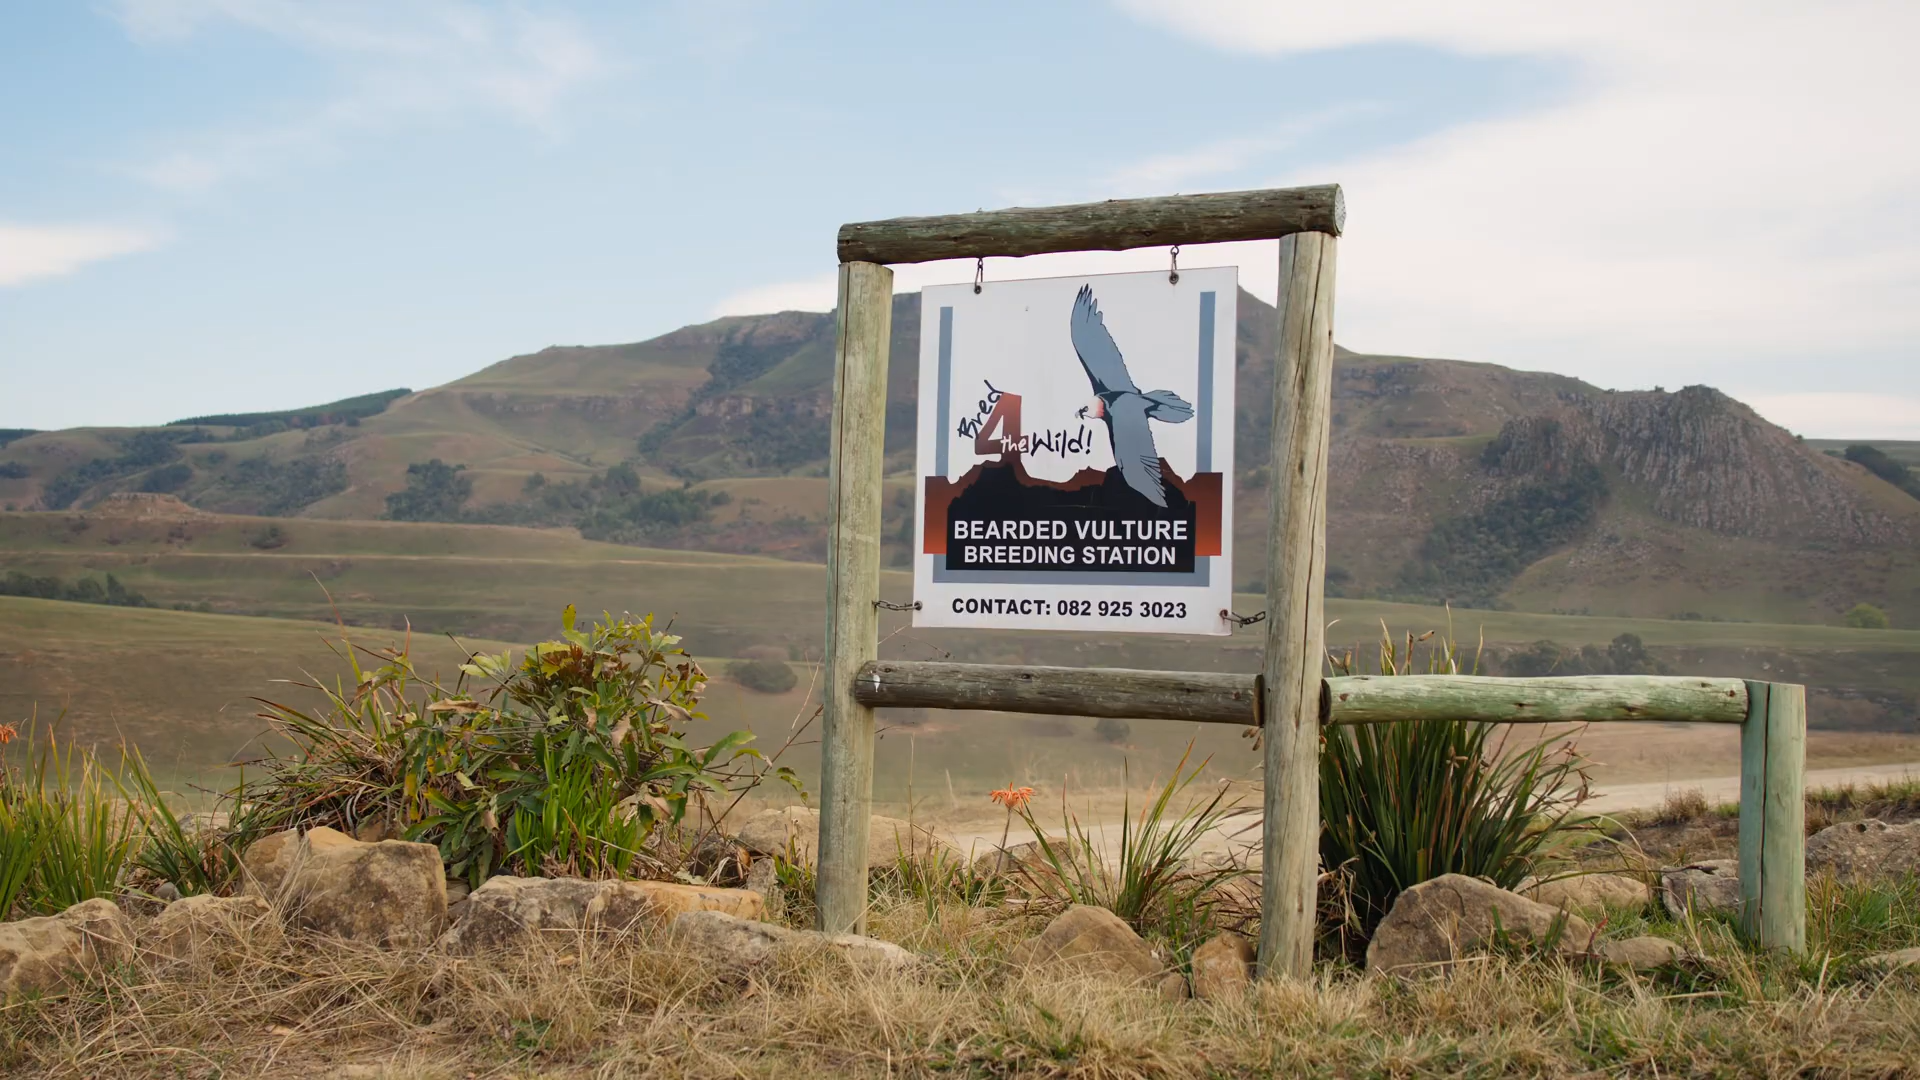 Bred
4
the Wild!
BEARDED VULTURE
BREEDING STATION
CONTACT: 082 925 3023